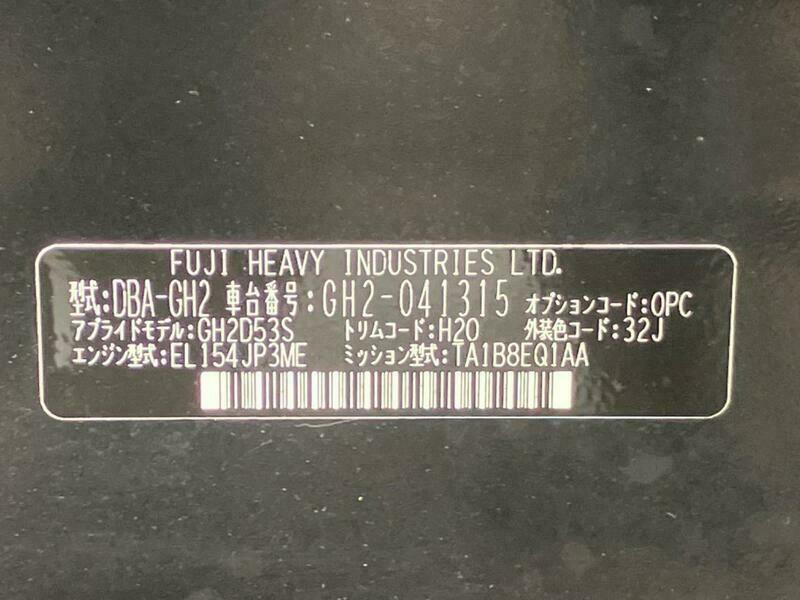 FUJI HEAVY INDUSTRIES LTD.
型式:DBA-GH2 車台番号:GH2-041315 オプションコード:OPC
アプライドモデル:GH2D53S トリムコード:H20 外装色コード:32J
エンジン型式:EL154JP3ME ミッション型式:TA1B8EQ1AA